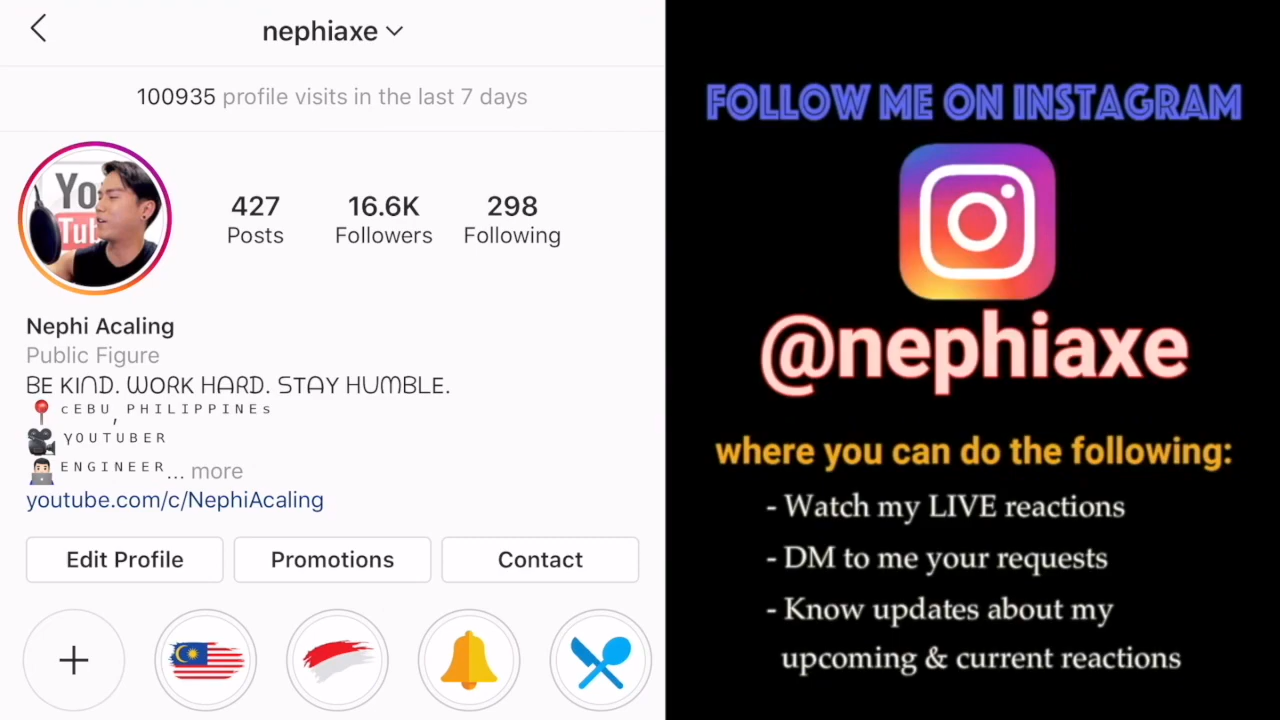 nephiaxe
100935 profile visits in the last 7 days
You
Tub
427 16.6K 298
Posts Followers Following
Nephi Acaling
Public Figure
BE KIND. WORK HARD. STAY HUMBLE.
📍 ᶜᴱᴮᵁ, ᴾᴴᴵᴸᴵᴾᴾᴵᴺᴱˢ
🎥 ʸᴼᵁᵀᵁᴮᴱᴿ
👨🏻‍💻 ᴱᴺᴳᴵᴺᴱᴱᴿ... more
youtube.com/c/NephiAcaling
Edit Profile Promotions Contact
FOLLOW ME ON INSTAGRAM
@nephiaxe
where you can do the following:
- Watch my LIVE reactions
- DM to me your requests
- Know updates about my
upcoming & current reactions